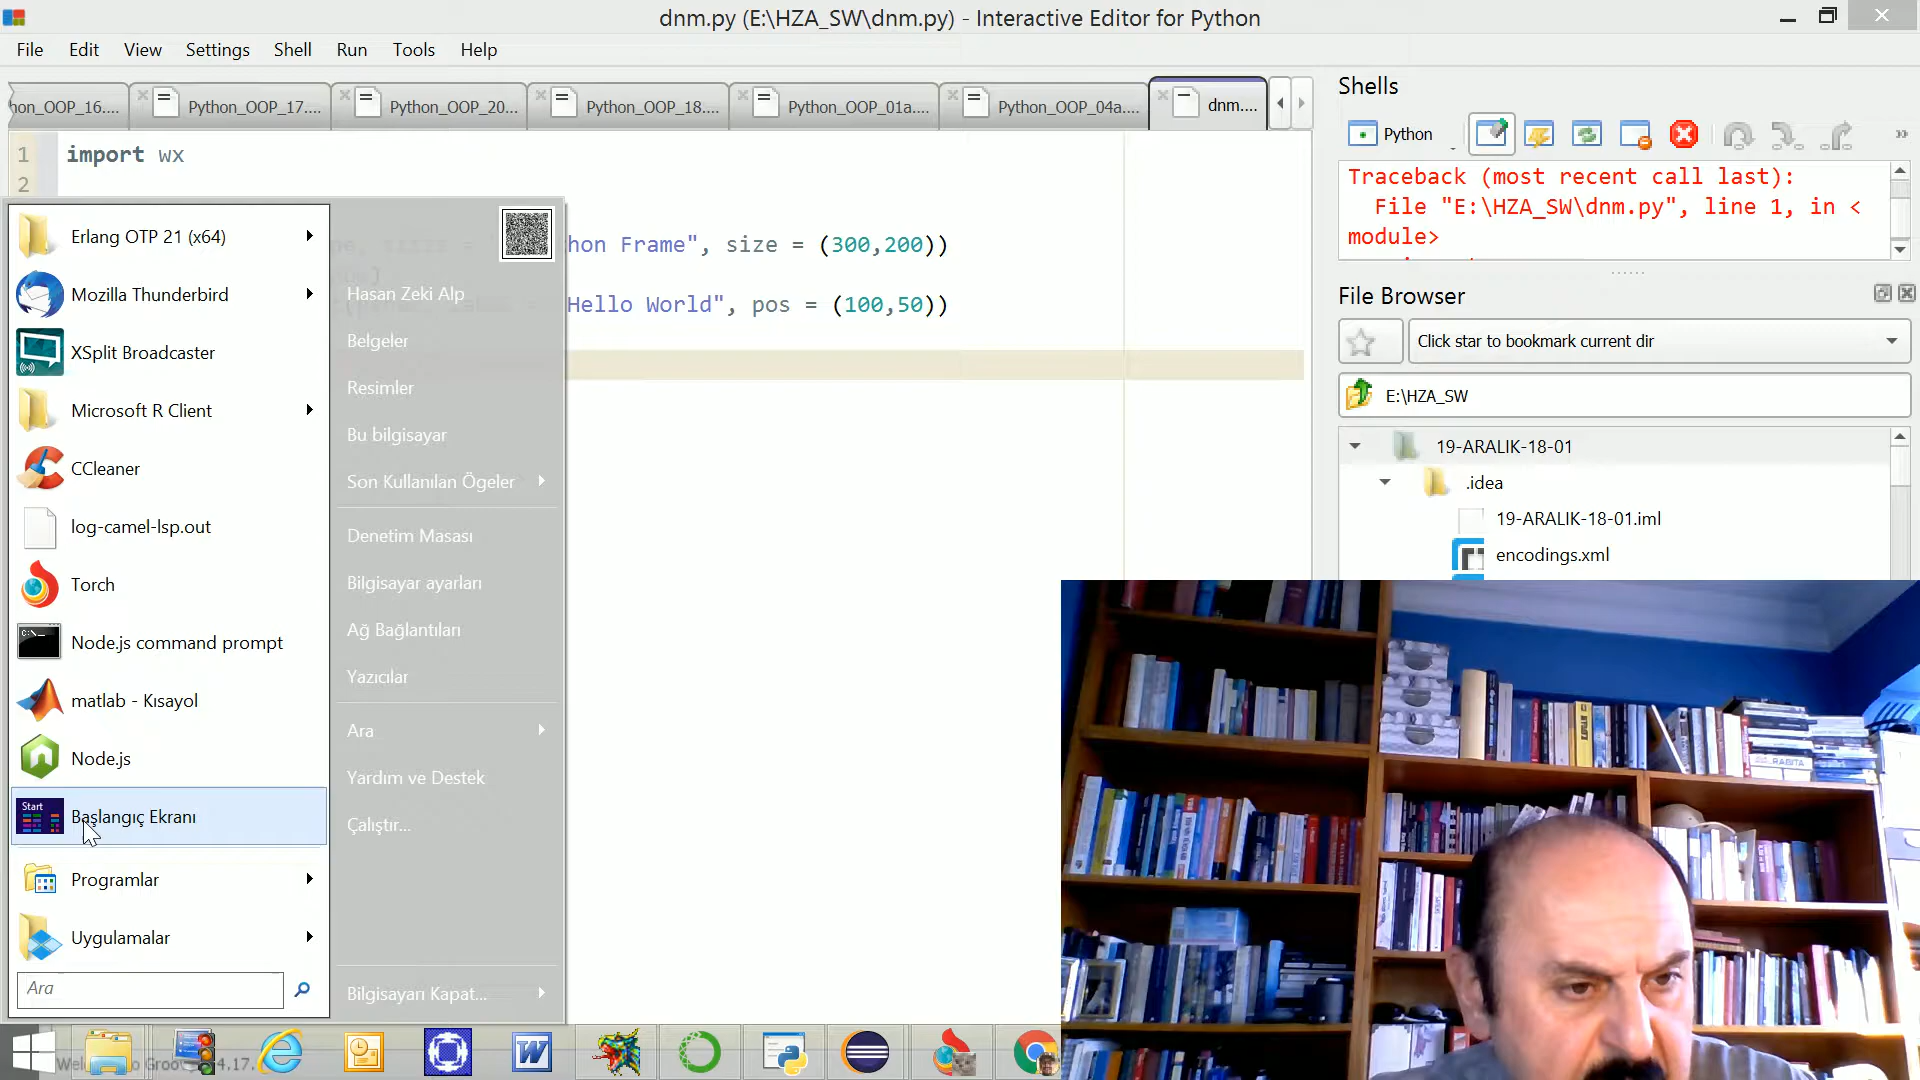 dnm.py (E:\HZA_SW\dnm.py) - Interactive Editor for Python
File Edit View Settings Shell Run Tools Help
hon_OOP_16.... Python_OOP_17.... Python_OOP_20... Python_OOP_18.... Python_OOP_01a.... Python_OOP_04a.... dnm....
1 import wx
2
hon Frame", size = (300,200))
Hello World", pos = (100,50))
Erlang OTP 21 (x64)
Mozilla Thunderbird
XSplit Broadcaster
Microsoft R Client
CCleaner
log-camel-lsp.out
Torch
Node.js command prompt
matlab - Kısayol
Node.js
Start
Başlangıç Ekranı
Programlar
Uygulamalar
Ara
Hasan Zeki Alp
Belgeler
Resimler
Bu bilgisayar
Son Kullanılan Ögeler
Denetim Masası
Bilgisayar ayarları
Ağ Bağlantıları
Yazıcılar
Ara
Yardım ve Destek
Çalıştır...
Bilgisayarı Kapat...
Shells
Python
Traceback (most recent call last):
File "E:\HZA_SW\dnm.py", line 1, in <
module>
File Browser
Click star to bookmark current dir
E:\HZA_SW
19-ARALIK-18-01
.idea
19-ARALIK-18-01.iml
encodings.xml